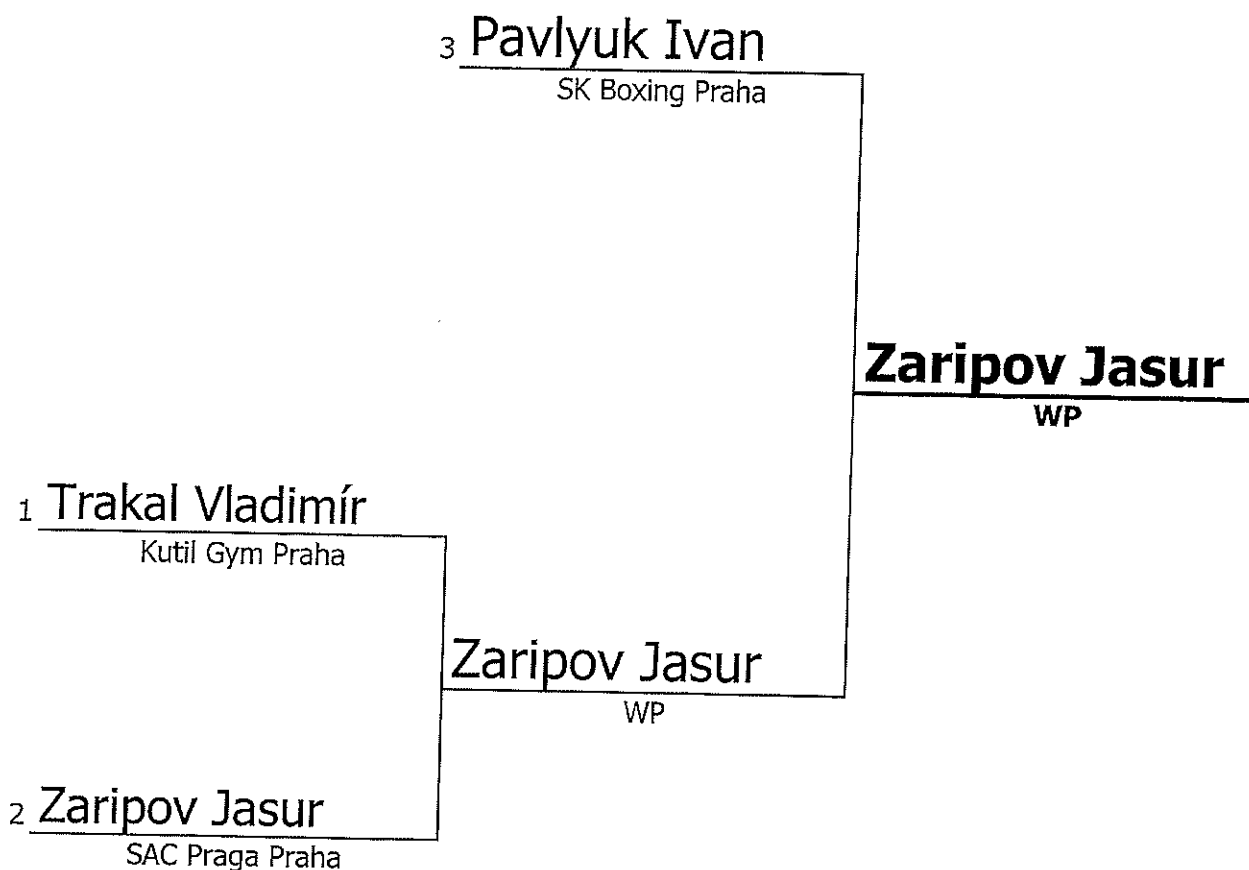 3 Pavlyuk Ivan
SK Boxing Praha
Zaripov Jasur
WP
1 Trakal Vladimír
Kutil Gym Praha
Zaripov Jasur
WP
2 Zaripov Jasur
SAC Praga Praha